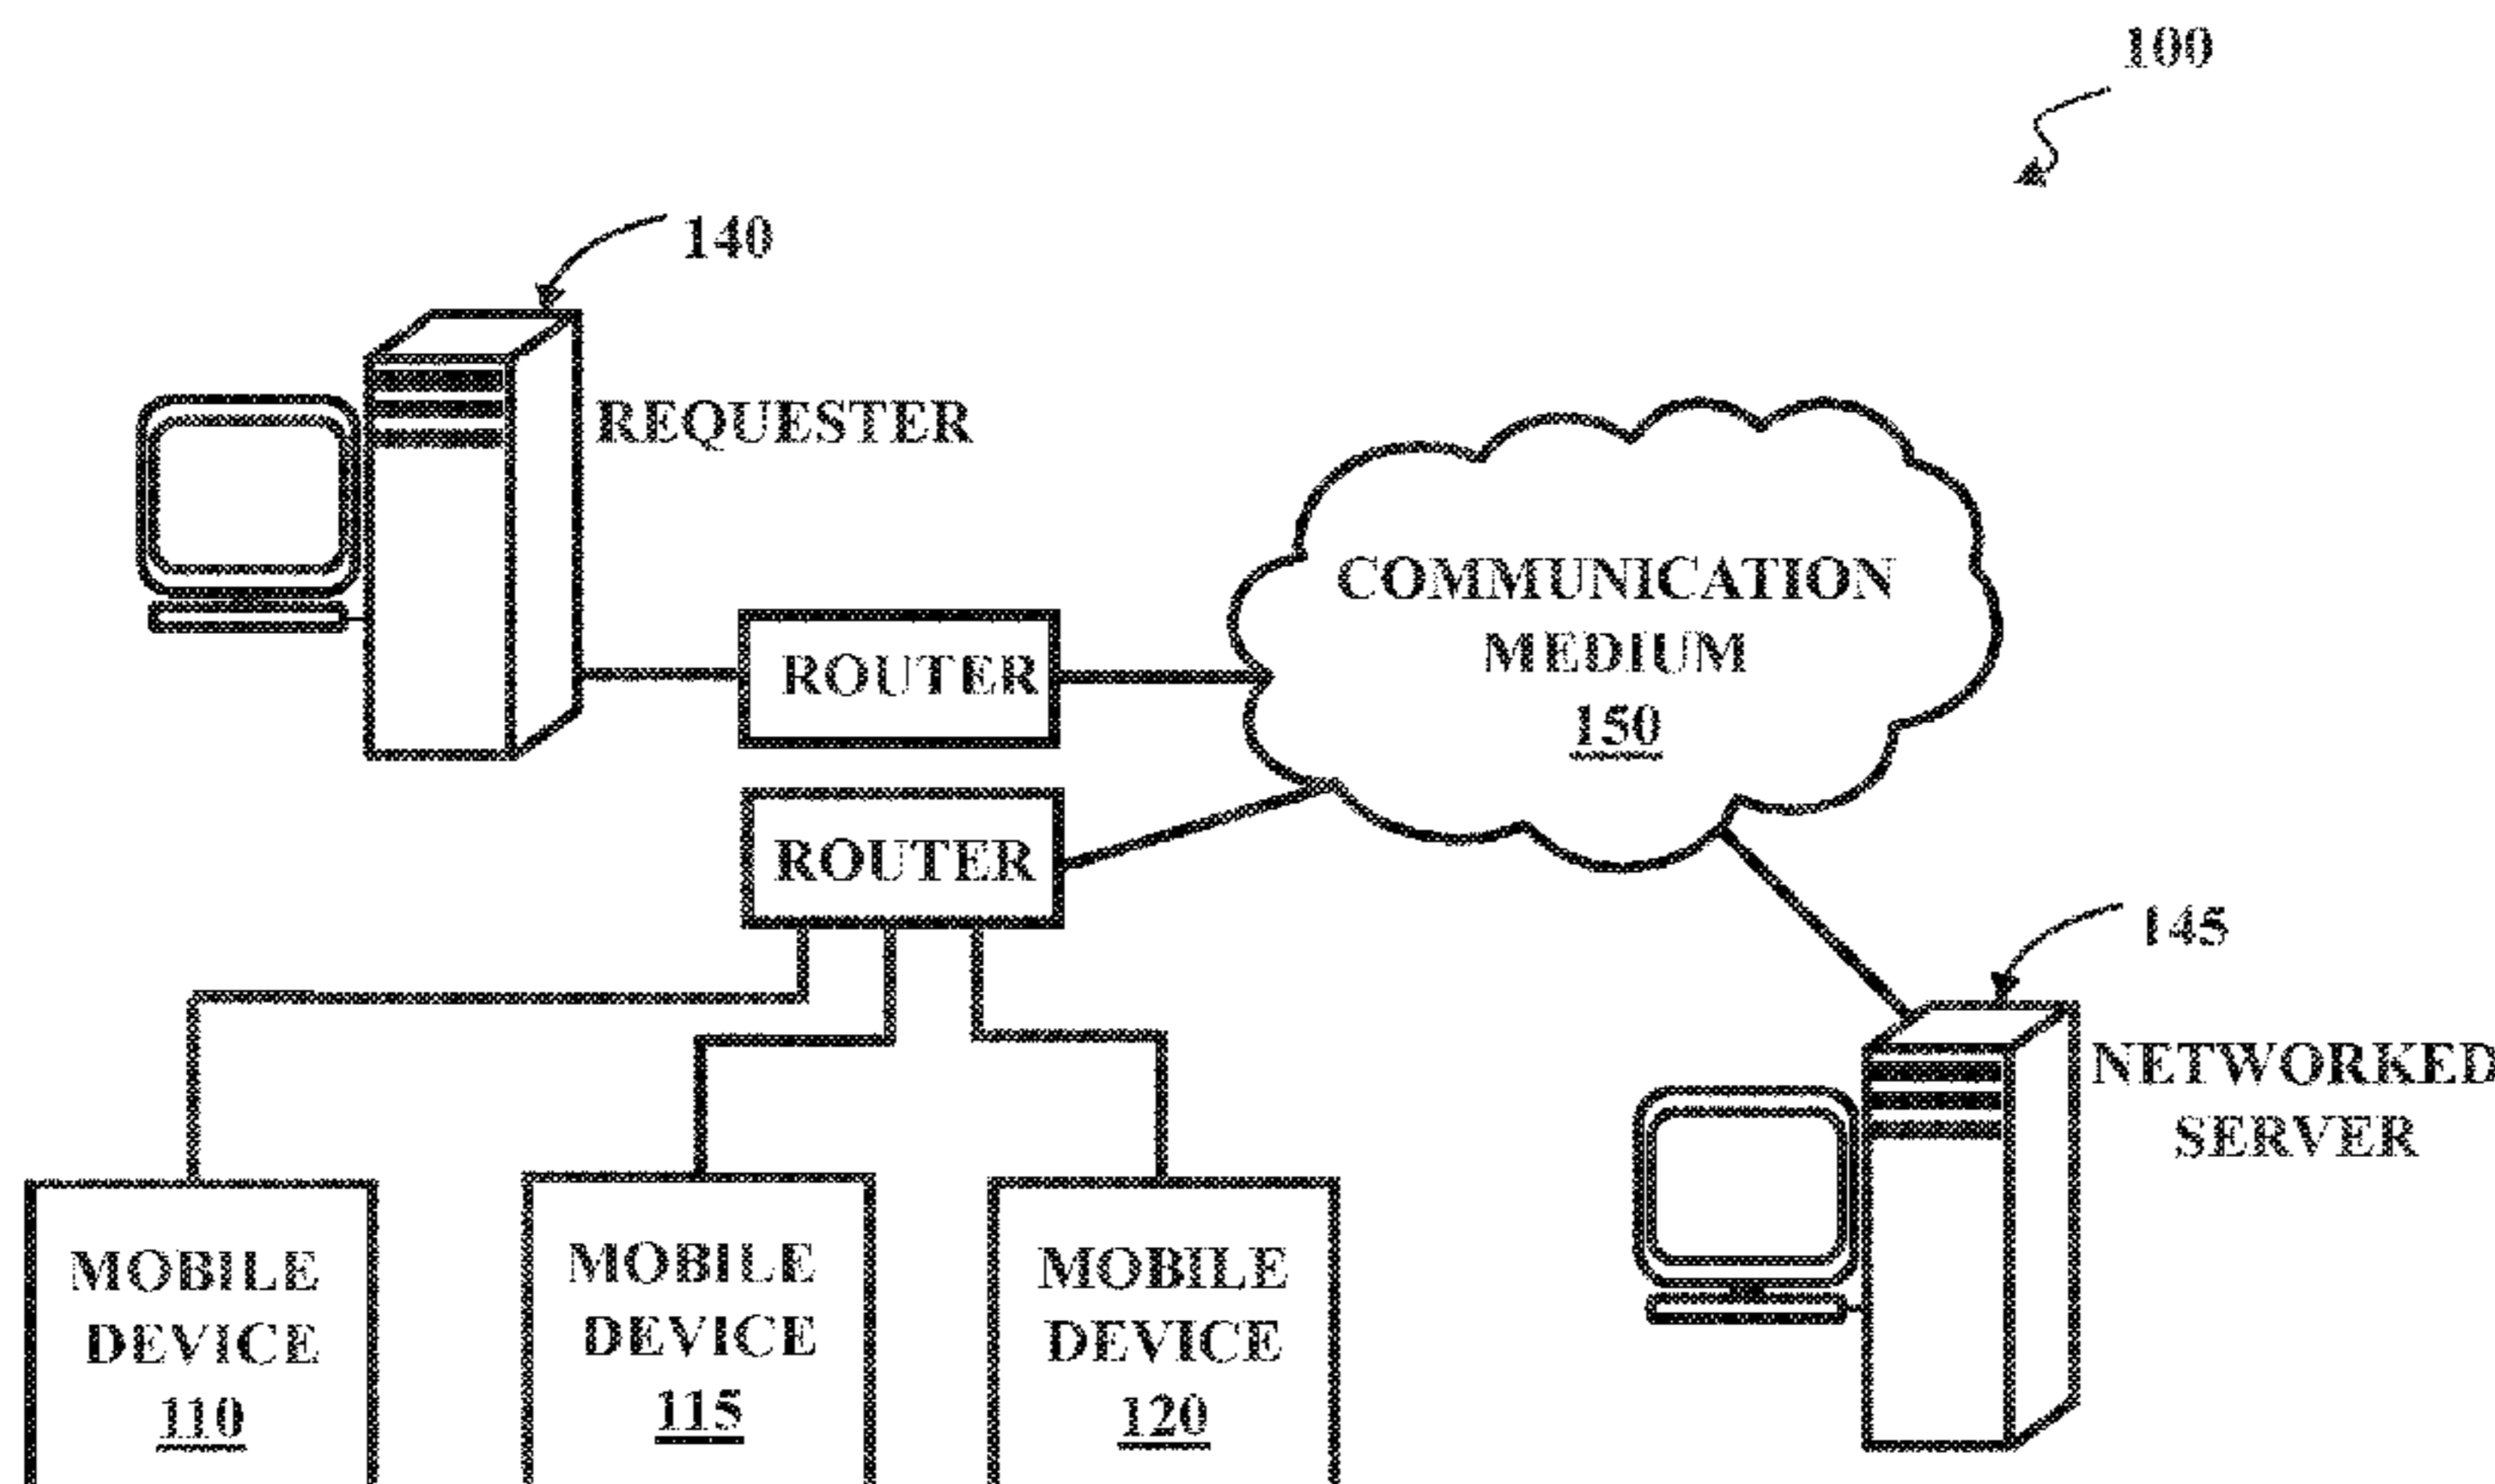 100
140
REQUESTER
COMMUNICATION
MEDIUM
150
ROUTER
ROUTER
145
NETWORKED
SERVER
MOBILE
DEVICE
110
MOBILE
DEVICE
115
MOBILE
DEVICE
120